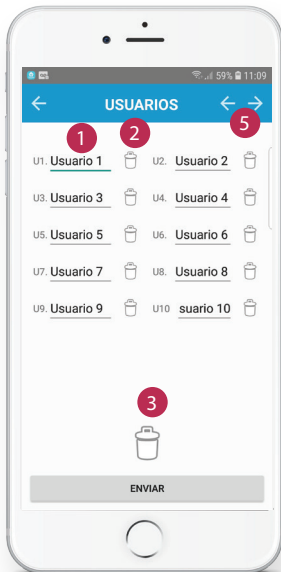 59% 11:09
USUARIOS
5
1
2
U1. Usuario 1 U2. Usuario 2
U3. Usuario 3 U4. Usuario 4
U5. Usuario 5 U6. Usuario 6
U7. Usuario 7 U8. Usuario 8
U9. Usuario 9 U10 suario 10
3
ENVIAR